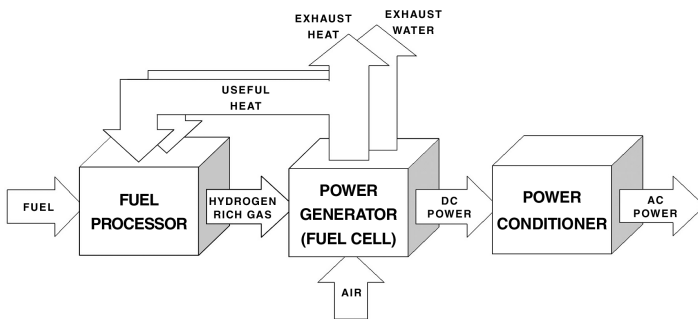 EXHAUST
HEAT
EXHAUST
WATER
USEFUL
HEAT
FUEL
FUEL
PROCESSOR
HYDROGEN
RICH GAS
POWER
GENERATOR
(FUEL CELL)
DC
POWER
POWER
CONDITIONER
AC
POWER
AIR